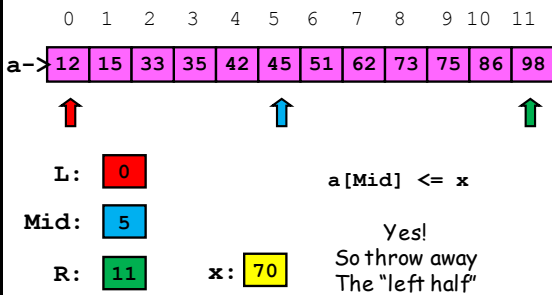 0 1 2 3 4 5 6 7 8 9 10 11
a-> 12 15 33 35 42 45 51 62 73 75 86 98
L: 0
a[Mid] <= x
Mid: 5
Yes!
So throw away
R: 11 x: 70
The “left half”